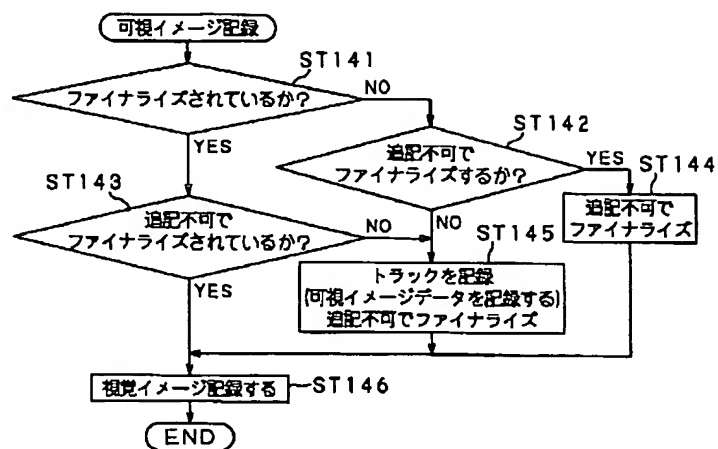 可視イメージ記録
ST141
ファイナライズされているか?
NO
ST142
YES
追記不可で
ファイナライズするか?
YES
ST144
ST143
追記不可で
ファイナライズされているか?
NO
NO
追記不可で
ファイナライズ
ST145
YES
トラックを記録
(可視イメージデータを記録する)
追記不可でファイナライズ
視覚イメージ記録する
ST146
END